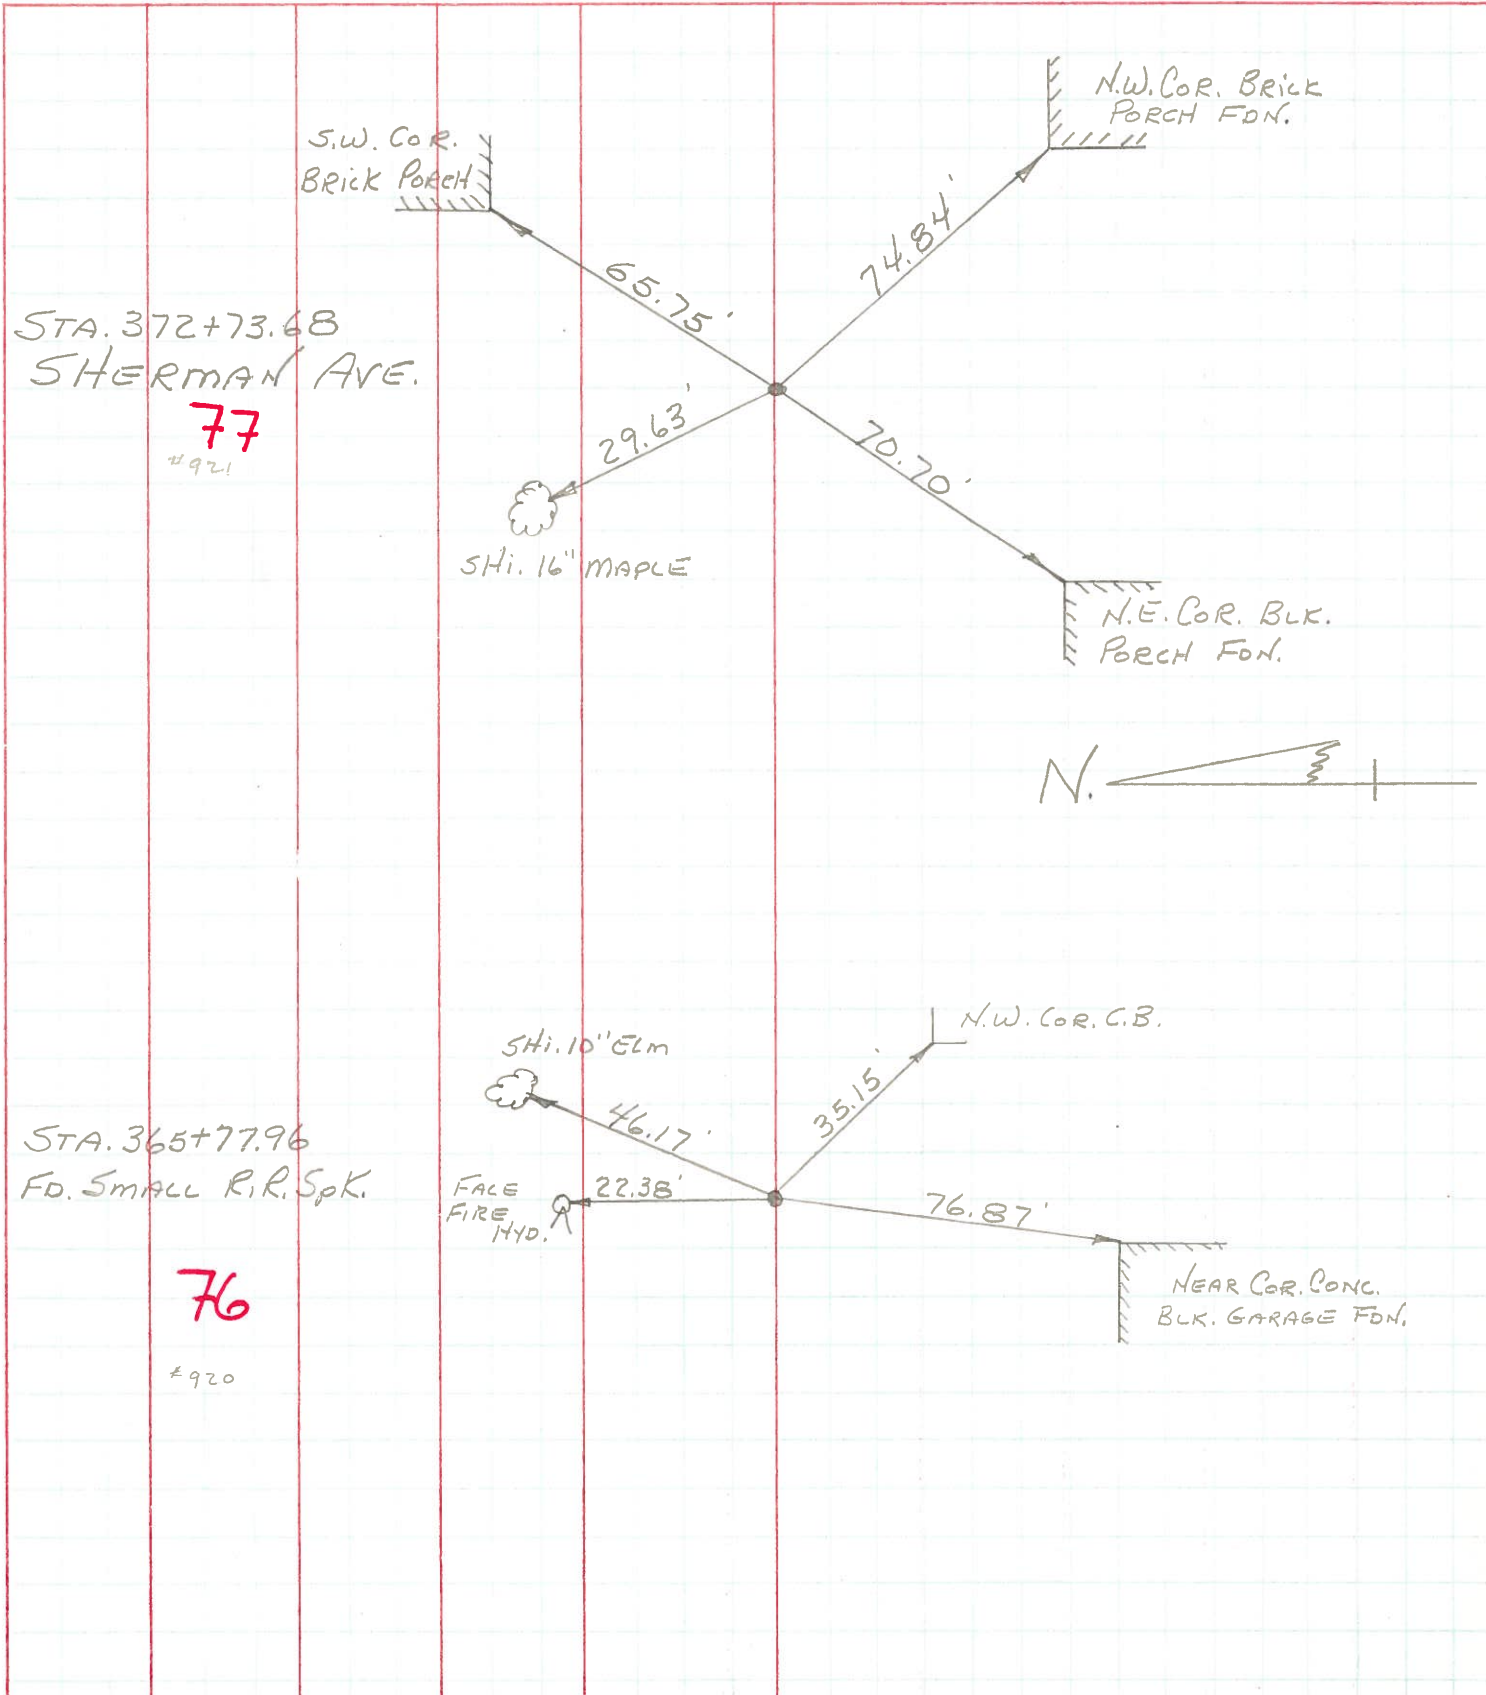 N.W. COR. BRICK
PORCH FDN.
S.W. COR.
BRICK PORCH
74.84'
65.75'
STA. 372+73.68
SHERMAN AVE.
77
#921
29.63'
70.70'
SHI. 16" MAPLE
N.E. COR. BLK.
PORCH FDN.
N.
N.W. COR. C.B.
SHI. 10" ELM
35.15'
46.17'
STA. 365+77.96
FD. SMALL R.R. SPK.
FACE
FIRE
HYD.
22.38'
76.87'
76
NEAR COR. CONC.
BLK. GARAGE FDN.
#920